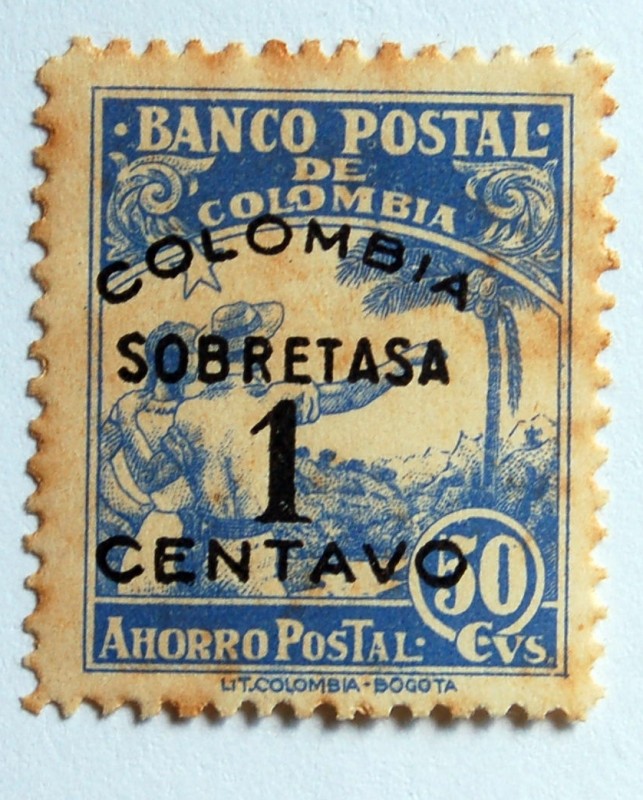 ·BANCO POSTAL·
DE
COLOMBIA
COLOMBIA
SOBRETASA
1
CENTAVO
50
AHORRO POSTAL· CVS.
LIT.COLOMBIA-BOGOTA